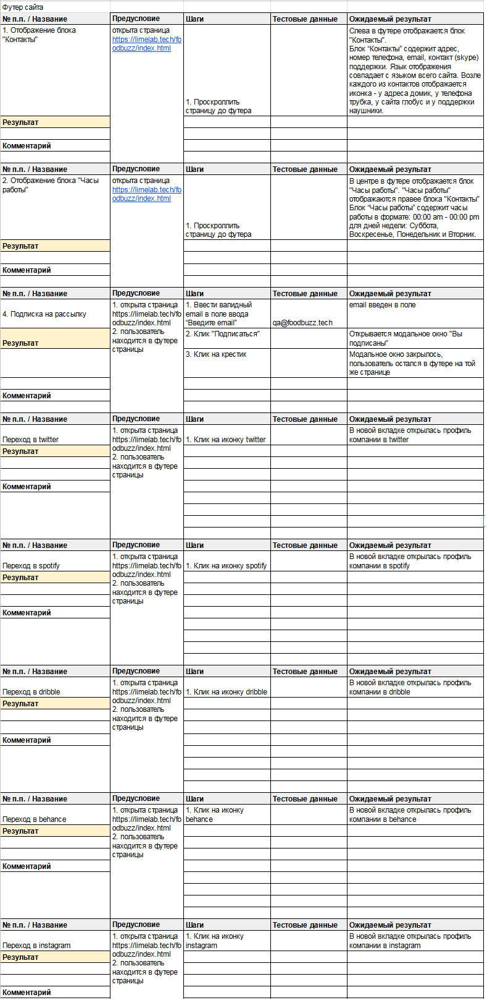 Футер сайта
№ п.п. / Название Предусловие Шаги Тестовые данные Ожидаемый результат
1. Отображение блока
"Контакты"
открыта страница
https://limelab.tech/fo
odbuzz/index.html
1. Проскроллить
страницу до футера
Слева в футере отображается блок
"Контакты".
Блок “Контакты” содержит адрес,
номер телефона, email, контакт (skype)
поддержки. Язык отображения
совпадает с языком всего сайта. Возле
каждого из контактов отображается
иконка - у адреса домик, у телефона
трубка, у сайта глобус и у поддержки
наушники.
Результат
Комментарий
№ п.п. / Название Предусловие Шаги Тестовые данные Ожидаемый результат
2. Отображение блока "Часы
работы"
открыта страница
https://limelab.tech/fo
odbuzz/index.html
1. Проскроллить
страницу до футера
В центре в футере отображается блок
"Часы работы". "Часы работы"
отображаются правее блока "Контакты"
Блок “Часы работы” содержит часы
работы в формате: 00:00 am - 00:00 pm
для дней недели: Суббота,
Воскресенье, Понедельник и Вторник.
Результат
Комментарий
№ п.п. / Название Предусловие Шаги Тестовые данные Ожидаемый результат
4. Подписка на рассылку
1. открыта страница
https://limelab.tech/fo
odbuzz/index.html
2. пользователь
находится в футере
страницы
1. Ввести валидный
email в поле ввода
“Введите email”
qa@foodbuzz.tech
email введен в поле
Результат
2. Клик "Подписаться"
Открывается модальное окно "Вы
подписаны"
3. Клик на крестик
Модальное окно закрылось,
пользователь остался в футере на той
же странице
Комментарий
№ п.п. / Название Предусловие Шаги Тестовые данные Ожидаемый результат
Переход в twitter
1. открыта страница
https://limelab.tech/fo
odbuzz/index.html
2. пользователь
находится в футере
страницы
1. Клик на иконку twitter
В новой вкладке открылась профиль
компании в twitter
Результат
Комментарий
№ п.п. / Название Предусловие Шаги Тестовые данные Ожидаемый результат
Переход в spotify
1. открыта страница
https://limelab.tech/fo
odbuzz/index.html
2. пользователь
находится в футере
страницы
1. Клик на иконку spotify
В новой вкладке открылась профиль
компании в spotify
Результат
Комментарий
№ п.п. / Название Предусловие Шаги Тестовые данные Ожидаемый результат
Переход в dribble
1. открыта страница
https://limelab.tech/fo
odbuzz/index.html
2. пользователь
находится в футере
страницы
1. Клик на иконку dribble
В новой вкладке открылась профиль
компании в dribble
Результат
Комментарий
№ п.п. / Название Предусловие Шаги Тестовые данные Ожидаемый результат
Переход в behance
1. открыта страница
https://limelab.tech/fo
odbuzz/index.html
2. пользователь
находится в футере
страницы
1. Клик на иконку
behance
В новой вкладке открылась профиль
компании в behance
Результат
Комментарий
№ п.п. / Название Предусловие Шаги Тестовые данные Ожидаемый результат
Переход в instagram
1. открыта страница
https://limelab.tech/fo
odbuzz/index.html
2. пользователь
находится в футере
страницы
1. Клик на иконку
instagram
В новой вкладке открылась профиль
компании в instagram
Результат
Комментарий